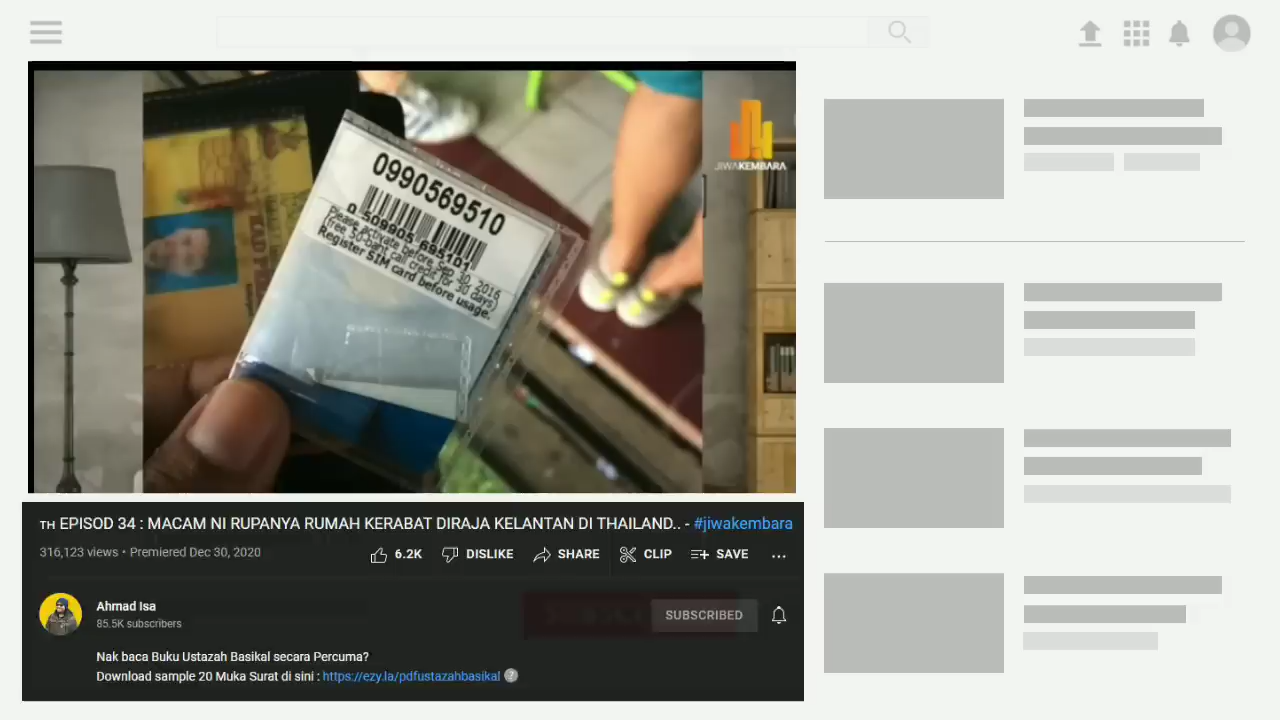 JIWAKEMBARA
0990569510
0 509905 695101
Please activate before Sep 30, 2016
(free 50-baht call credit for 30 days)
Register SIM card before usage.
TH EPISOD 34 : MACAM NI RUPANYA RUMAH KERABAT DIRAJA KELANTAN DI THAILAND.. - #jiwakembara
316,123 views • Premiered Dec 30, 2020
6.2K DISLIKE SHARE CLIP SAVE ...
Ahmad Isa
85.5K subscribers
SUBSCRIBED
Nak baca Buku Ustazah Basikal secara Percuma?
Download sample 20 Muka Surat di sini : https://ezy.la/pdfustazahbasikal